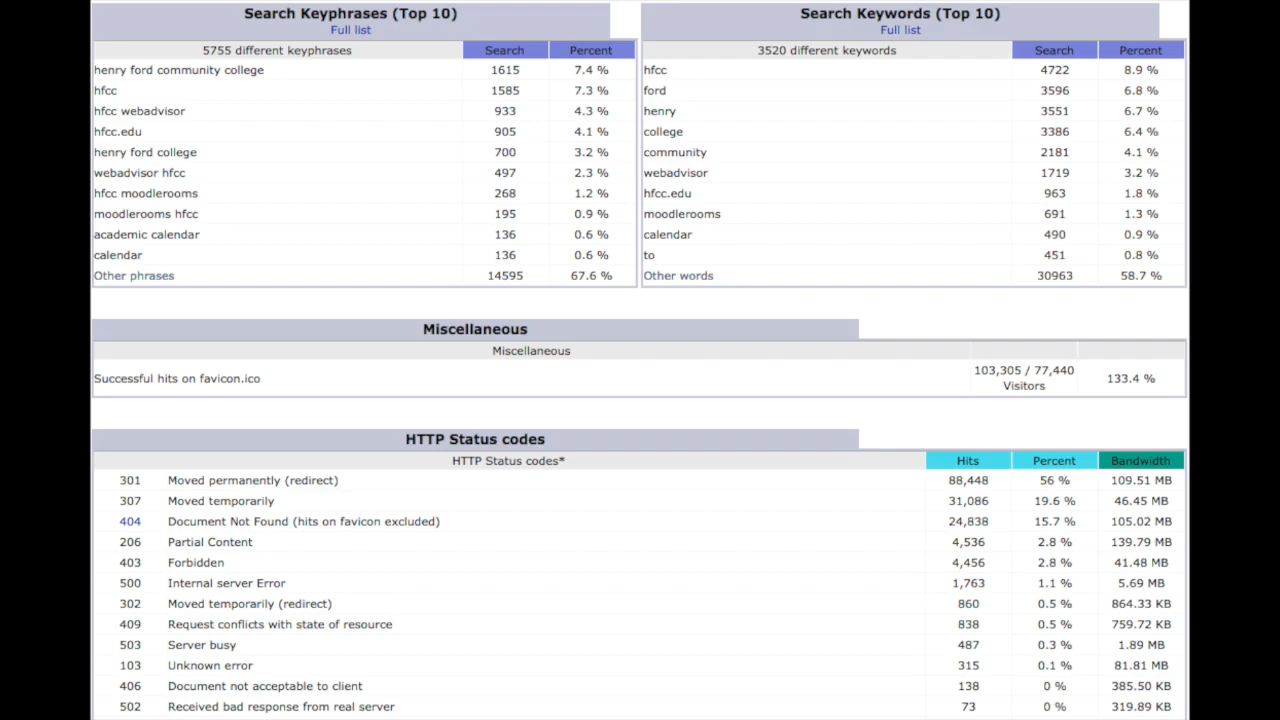 Search Keyphrases (Top 10)
Full list
5755 different keyphrases Search Percent
henry ford community college 1615 7.4 %
hfcc 1585 7.3 %
hfcc webadvisor 933 4.3 %
hfcc.edu 905 4.1 %
henry ford college 700 3.2 %
webadvisor hfcc 497 2.3 %
hfcc moodlerooms 268 1.2 %
moodlerooms hfcc 195 0.9 %
academic calendar 136 0.6 %
calendar 136 0.6 %
Other phrases 14595 67.6 %
Search Keywords (Top 10)
Full list
3520 different keywords Search Percent
hfcc 4722 8.9 %
ford 3596 6.8 %
henry 3551 6.7 %
college 3386 6.4 %
community 2181 4.1 %
webadvisor 1719 3.2 %
hfcc.edu 963 1.8 %
moodlerooms 691 1.3 %
calendar 490 0.9 %
to 451 0.8 %
Other words 30963 58.7 %
Miscellaneous
Miscellaneous
Successful hits on favicon.ico 103,305 / 77,440 133.4 %
Visitors
HTTP Status codes
HTTP Status codes* Hits Percent Bandwidth
301 Moved permanently (redirect) 88,448 56 % 109.51 MB
307 Moved temporarily 31,086 19.6 % 46.45 MB
404 Document Not Found (hits on favicon excluded) 24,838 15.7 % 105.02 MB
206 Partial Content 4,536 2.8 % 139.79 MB
403 Forbidden 4,456 2.8 % 41.48 MB
500 Internal server Error 1,763 1.1 % 5.69 MB
302 Moved temporarily (redirect) 860 0.5 % 864.33 KB
409 Request conflicts with state of resource 838 0.5 % 759.72 KB
503 Server busy 487 0.3 % 1.89 MB
103 Unknown error 315 0.1 % 81.81 MB
406 Document not acceptable to client 138 0 % 385.50 KB
502 Received bad response from real server 73 0 % 319.89 KB